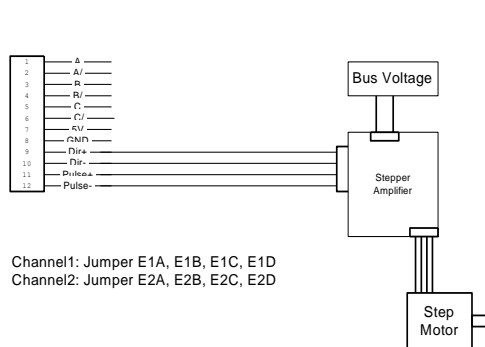 1 A
2 A/
3 B
4 B/
5 C
6 C/
7 5V
8 GND
9 Dir+
10 Dir-
11 Pulse+
12 Pulse-
Bus Voltage
Stepper
Amplifier
Channel1: Jumper E1A, E1B, E1C, E1D
Channel2: Jumper E2A, E2B, E2C, E2D
Step
Motor